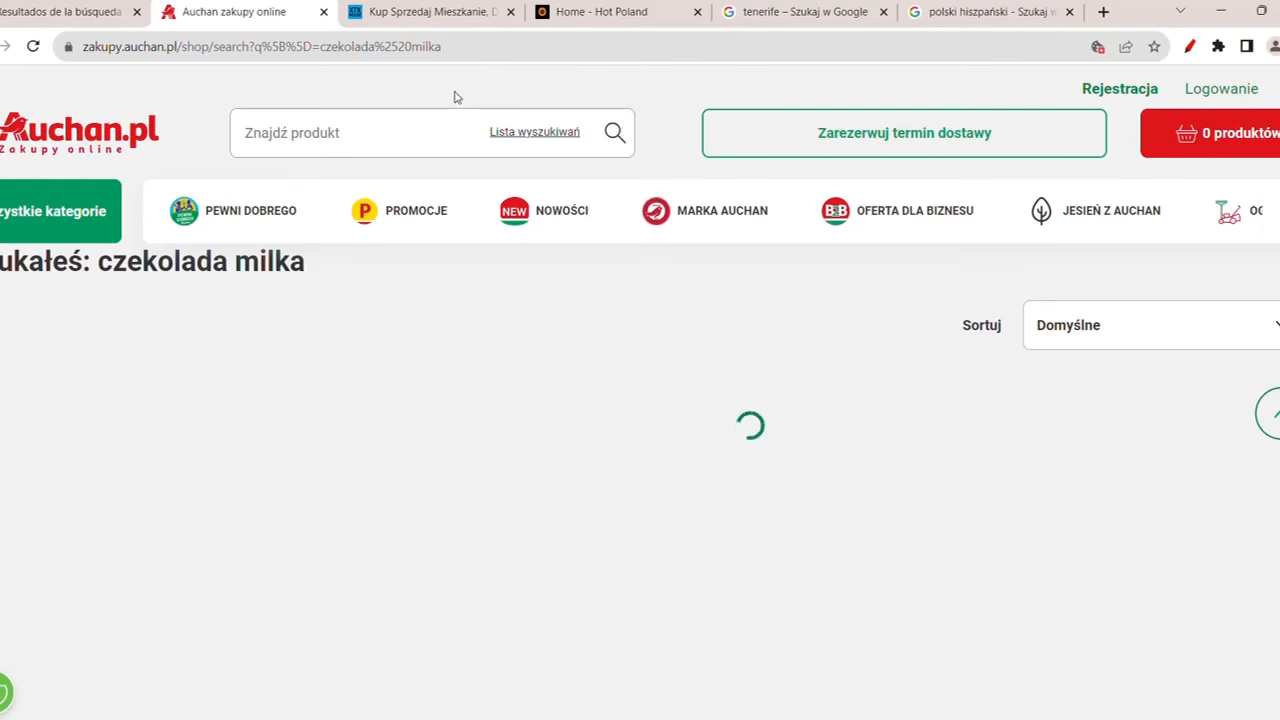 esultados de la búsqueda
Auchan zakupy online
Kup Sprzedaj Mieszkanie, D
Home - Hot Poland
tenerife – Szukaj w Google
polski hiszpański - Szukaj w
zakupy.auchan.pl/shop/search?q%5B%5D=czekolada%2520milka
Rejestracja
Logowanie
Auchan.pl
Zakupy online
Znajdź produkt
Lista wyszukiwań
Zarezerwuj termin dostawy
0 produktów
zystkie kategorie
PEWNI DOBREGO
P
PROMOCJE
NEW
NOWOŚCI
MARKA AUCHAN
B2B
OFERTA DLA BIZNESU
JESIEŃ Z AUCHAN
OG
ukałeś: czekolada milka
Sortuj
Domyślne